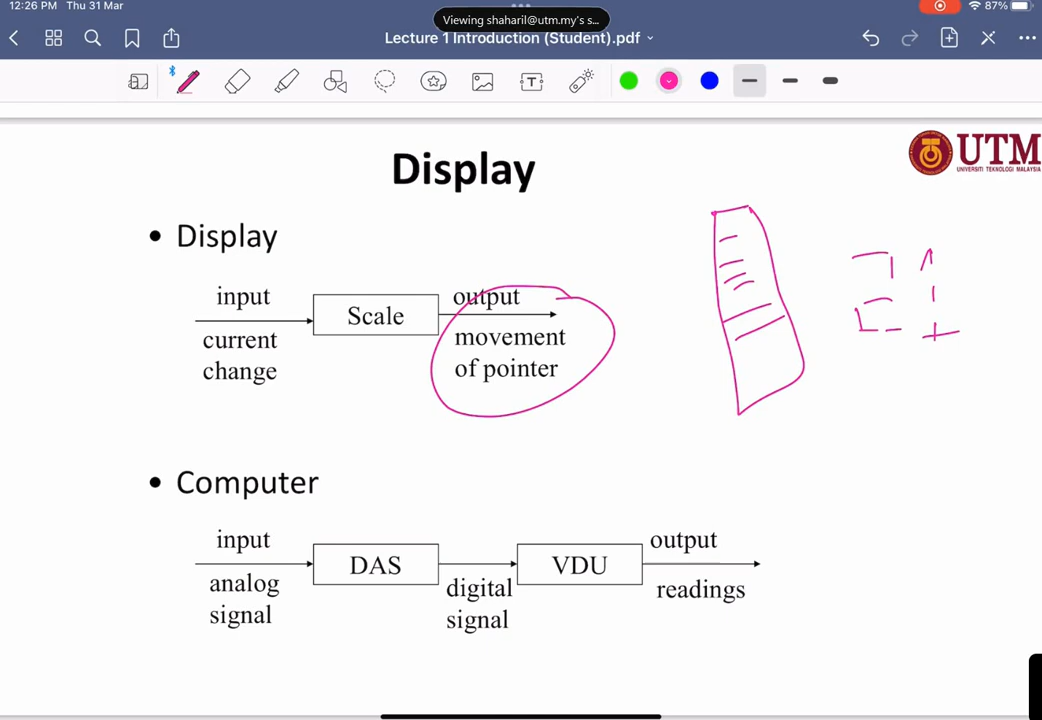 12:26 PM Thu 31 Mar
Viewing shaharil@utm.my's s...
87%
Lecture 1 Introduction (Student).pdf
UTM
UNIVERSITI TEKNOLOGI MALAYSIA
Display
• Display
input
output
Scale
current
change
movement
of pointer
• Computer
input
output
DAS
VDU
analog
signal
digital
signal
readings